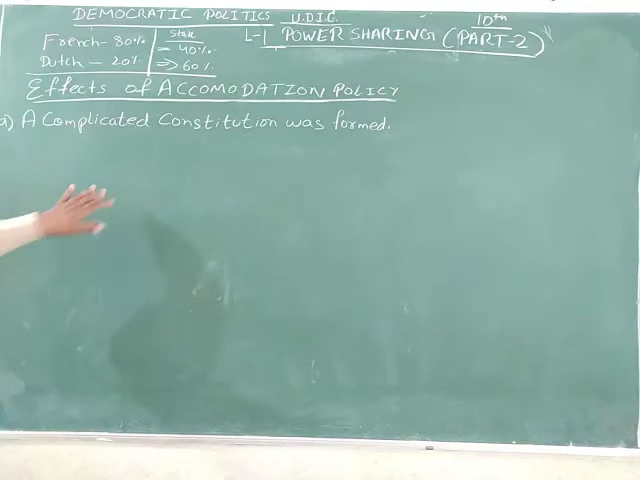 DEMOCRATIC POLITICS U.D.I.C. 10th
L-1 POWER SHARING (PART-2)
French - 80%
Dutch - 20%
State
= 40%.
=> 60%
Effects of ACCOMODATION POLICY
a) A Complicated Constitution was formed.